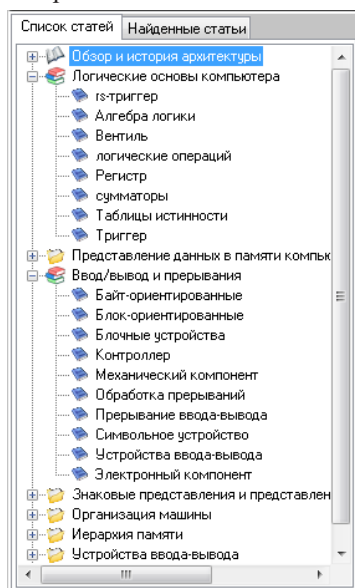 Список статей
Найденные статьи
Обзор и история архитектуры
Логические основы компьютера
rs-триггер
Алгебра логики
Вентиль
логические операций
Регистр
сумматоры
Таблицы истинности
Триггер
Представление данных в памяти компьк
Ввод/вывод и прерывания
Байт-ориентированные
Блок-ориентированные
Блочные устройства
Контроллер
Механический компонент
Обработка прерываний
Прерывание ввода-вывода
Символьное устройство
Устройства ввода-вывода
Электронный компонент
Знаковые представления и представлен
Организация машины
Иерархия памяти
Устройства ввода-вывода